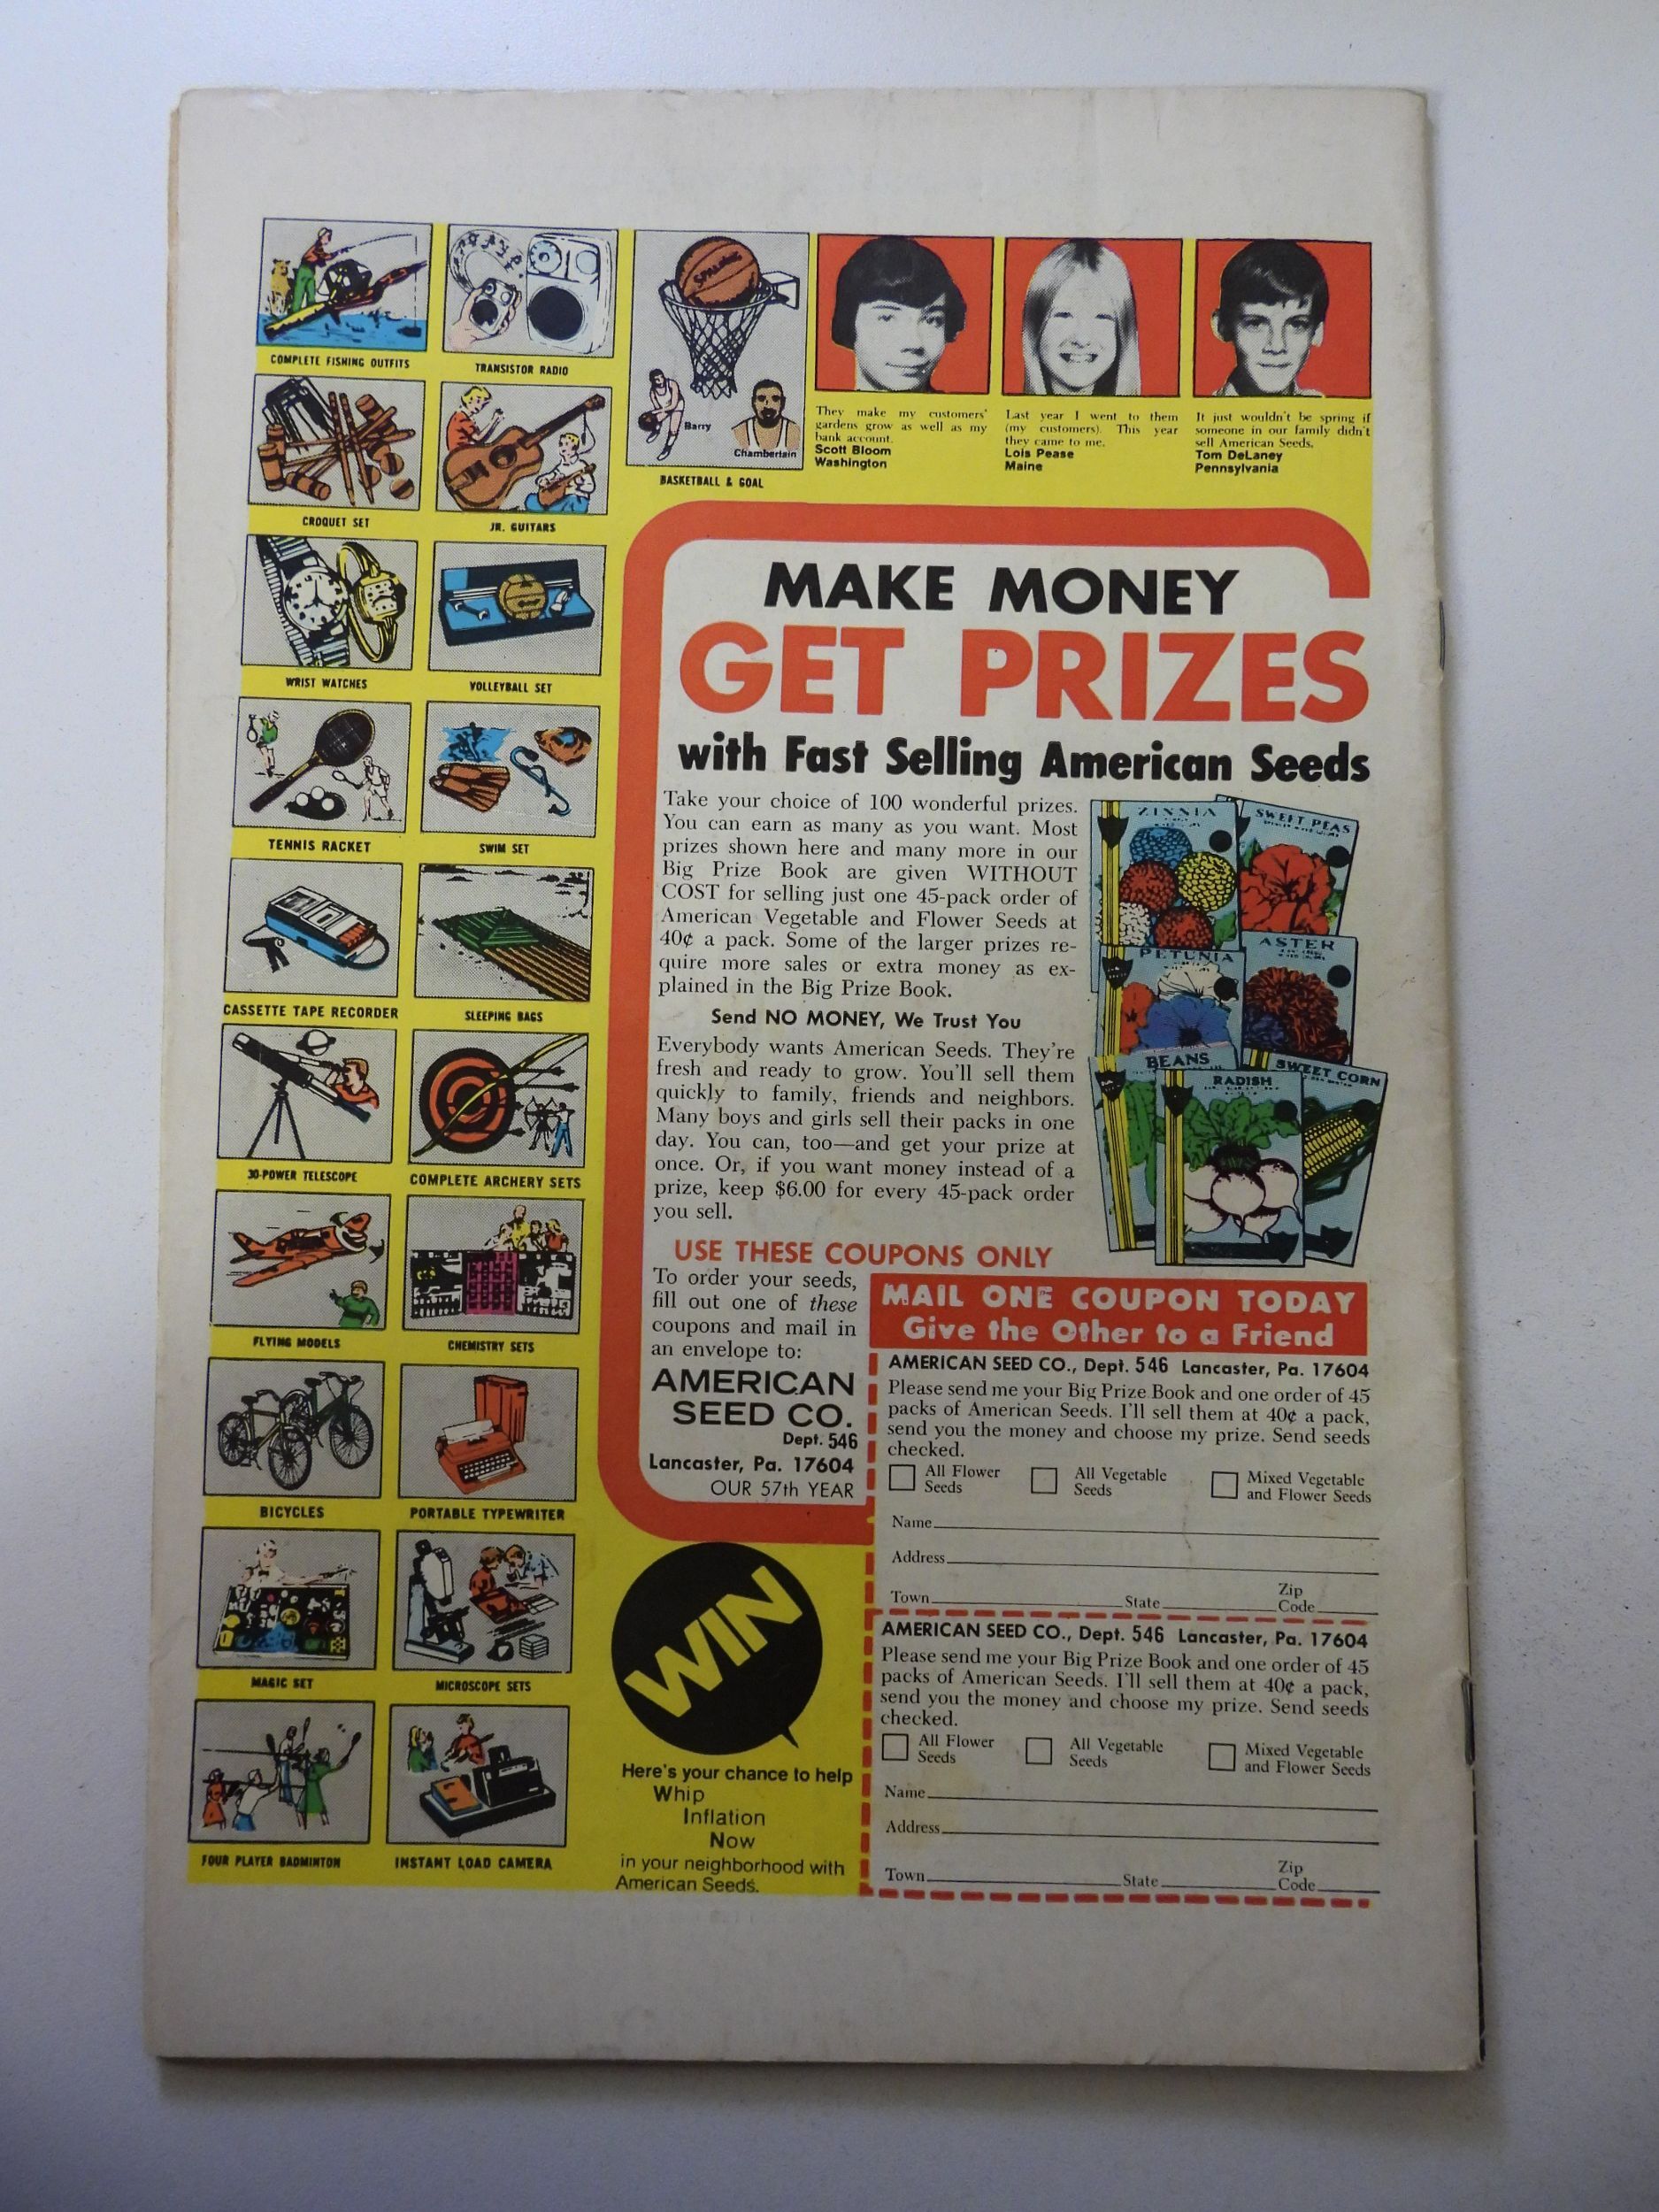 COMPLETE FISHING OUTFITS
TRANSISTOR RADIO
SPALDING
Barry
Chamberlain
BASKETBALL & GOAL
They make my customers'
gardens grow as well as my
bank account.
Scott Bloom
Washington
Last year I went to them
(my customers). This year
they came to me.
Lois Pease
Maine
It just wouldn't be spring if
someone in our family didn't
sell American Seeds.
Tom DeLaney
Pennsylvania
CROQUET SET
JR. GUITARS
WRIST WATCHES
VOLLEYBALL SET
TENNIS RACKET
SWIM SET
CASSETTE TAPE RECORDER
SLEEPING BAGS
30-POWER TELESCOPE
COMPLETE ARCHERY SETS
FLYING MODELS
CHEMISTRY SETS
BICYCLES
PORTABLE TYPEWRITER
MAGIC SET
MICROSCOPE SETS
FOUR PLAYER BADMINTON
INSTANT LOAD CAMERA
MAKE MONEY
GET PRIZES
with Fast Selling American Seeds
Take your choice of 100 wonderful prizes.
You can earn as many as you want. Most
prizes shown here and many more in our
Big Prize Book are given WITHOUT
COST for selling just one 45-pack order of
American Vegetable and Flower Seeds at
40¢ a pack. Some of the larger prizes re-
quire more sales or extra money as ex-
plained in the Big Prize Book.
Send NO MONEY, We Trust You
Everybody wants American Seeds. They're
fresh and ready to grow. You'll sell them
quickly to family, friends and neighbors.
Many boys and girls sell their packs in one
day. You can, too—and get your prize at
once. Or, if you want money instead of a
prize, keep $6.00 for every 45-pack order
you sell.
ZINNIA
SWEET PEAS
PETUNIA
ASTER
BEANS
RADISH
SWEET CORN
USE THESE COUPONS ONLY
To order your seeds,
fill out one of these
coupons and mail in
an envelope to:
AMERICAN
SEED CO.
Dept. 546
Lancaster, Pa. 17604
OUR 57th YEAR
MAIL ONE COUPON TODAY
Give the Other to a Friend
AMERICAN SEED CO., Dept. 546 Lancaster, Pa. 17604
Please send me your Big Prize Book and one order of 45
packs of American Seeds. I'll sell them at 40¢ a pack,
send you the money and choose my prize. Send seeds
checked.
All Flower
Seeds
All Vegetable
Seeds
Mixed Vegetable
and Flower Seeds
Name
Address
Town State Zip Code
AMERICAN SEED CO., Dept. 546 Lancaster, Pa. 17604
Please send me your Big Prize Book and one order of 45
packs of American Seeds. I'll sell them at 40¢ a pack,
send you the money and choose my prize. Send seeds
checked.
All Flower
Seeds
All Vegetable
Seeds
Mixed Vegetable
and Flower Seeds
Name
Address
Town State Zip Code
WIN
Here's your chance to help
Whip
Inflation
Now
in your neighborhood with
American Seeds.